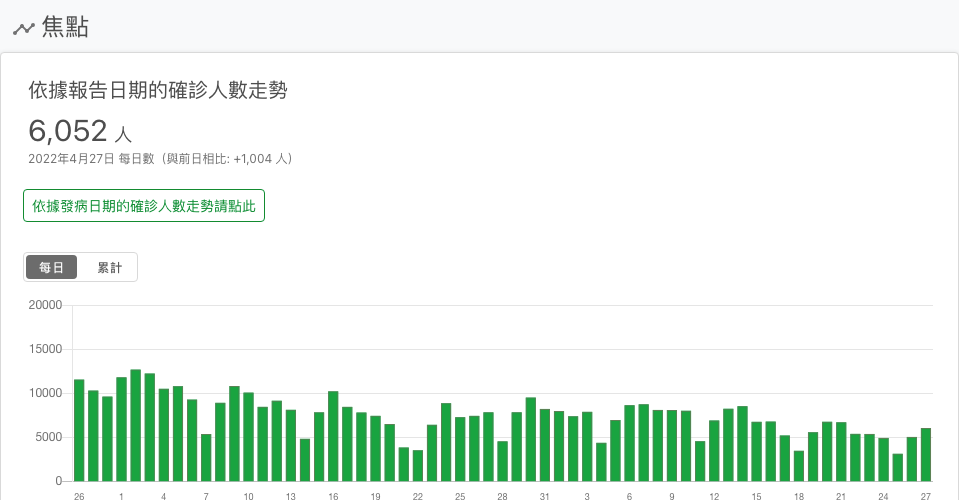 焦點
依據報告日期的確診人數走勢
6,052 人
2022年4月27日 每日數（與前日相比: +1,004 人）
依據發病日期的確診人數走勢請點此
每日 累計
20000
15000
10000
5000
0
26 1 4 7 10 13 16 19 22 25 28 31 3 6 9 12 15 18 21 24 27